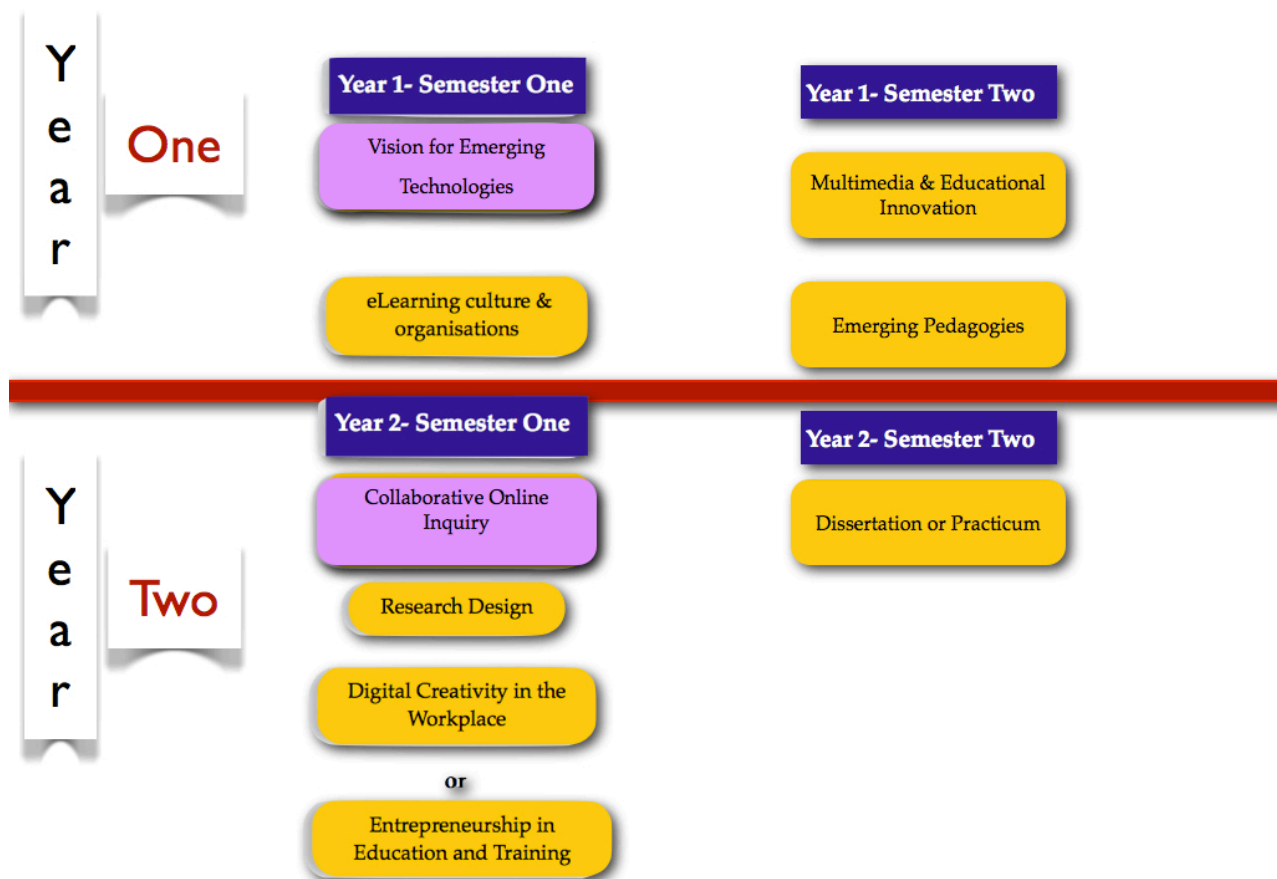 Year
One
Year 1- Semester One
Vision for Emerging
Technologies
eLearning culture &
organisations
Year 1- Semester Two
Multimedia & Educational
Innovation
Emerging Pedagogies
Year
Two
Year 2- Semester One
Collaborative Online
Inquiry
Research Design
Digital Creativity in the
Workplace
or
Entrepreneurship in
Education and Training
Year 2- Semester Two
Dissertation or Practicum